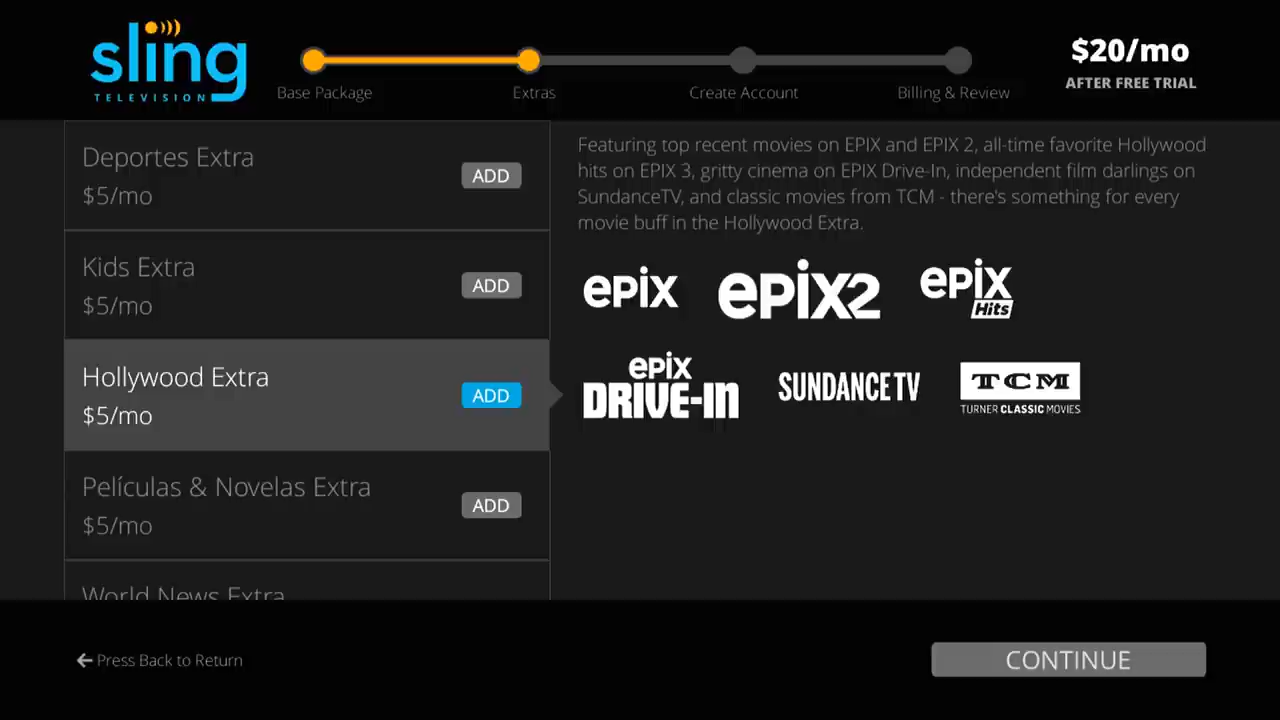 sling
TELEVISION
Base Package
Extras
Create Account
Billing & Review
$20/mo
AFTER FREE TRIAL
Deportes Extra
$5/mo
ADD
Kids Extra
$5/mo
ADD
Hollywood Extra
$5/mo
ADD
Películas & Novelas Extra
$5/mo
ADD
World News Extra
Featuring top recent movies on EPIX and EPIX 2, all-time favorite Hollywood
hits on EPIX 3, gritty cinema on EPIX Drive-In, independent film darlings on
SundanceTV, and classic movies from TCM - there's something for every
movie buff in the Hollywood Extra.
epix
epix2
epix
Hits
epix
DRIVE-IN
SUNDANCE TV
TCM
TURNER CLASSIC MOVIES
Press Back to Return
CONTINUE